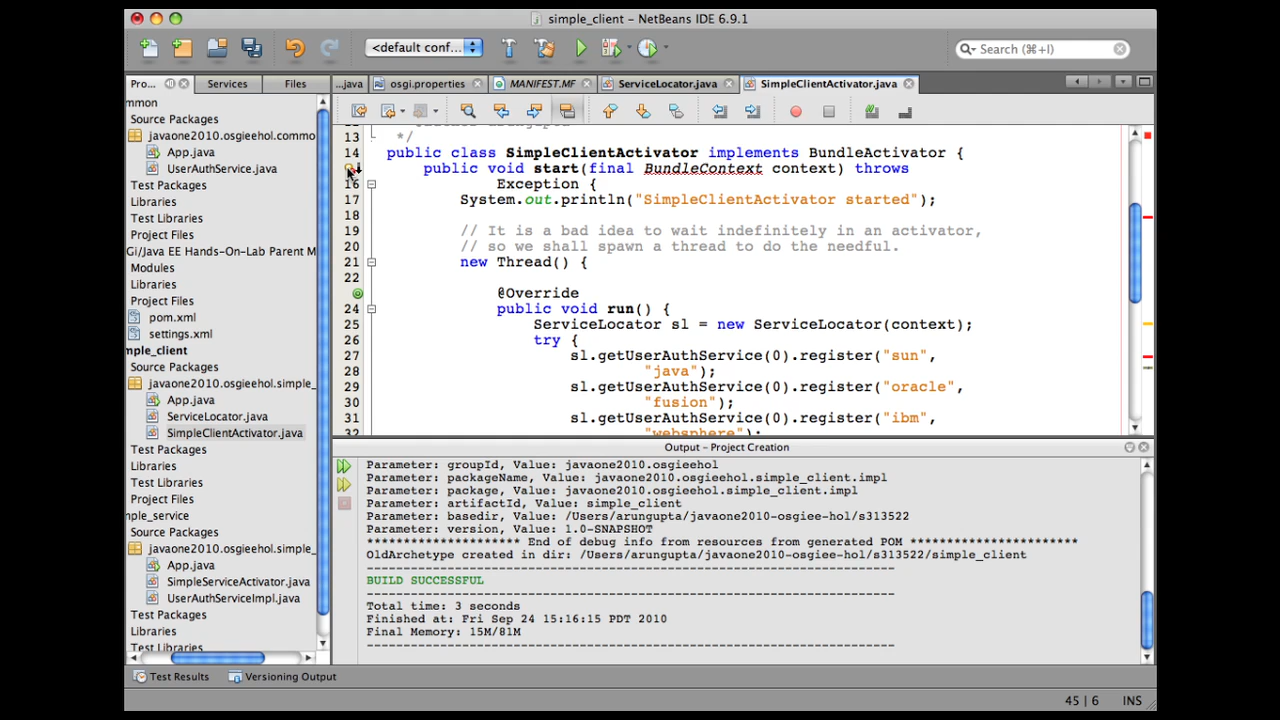 simple_client – NetBeans IDE 6.9.1
<default conf...
Search (⌘+I)
Pro...
Services
Files
...java
osgi.properties
MANIFEST.MF
ServiceLocator.java
SimpleClientActivator.java
mmon
Source Packages
javaone2010.osgieehol.commo
App.java
UserAuthService.java
Test Packages
Libraries
Test Libraries
Project Files
Gi/Java EE Hands-On-Lab Parent M
Modules
Libraries
Project Files
pom.xml
settings.xml
mple_client
Source Packages
javaone2010.osgieehol.simple_
App.java
ServiceLocator.java
SimpleClientActivator.java
Test Packages
Libraries
Test Libraries
Project Files
mple_service
Source Packages
javaone2010.osgieehol.simple_
App.java
SimpleServiceActivator.java
UserAuthServiceImpl.java
Test Packages
Libraries
Test Libraries
13 */
14 public class SimpleClientActivator implements BundleActivator {
public void start(final BundleContext context) throws
16 Exception {
17 System.out.println("SimpleClientActivator started");
18
19 // It is a bad idea to wait indefinitely in an activator,
20 // so we shall spawn a thread to do the needful.
21 new Thread() {
22
@Override
24 public void run() {
25 ServiceLocator sl = new ServiceLocator(context);
26 try {
27 sl.getUserAuthService(0).register("sun",
28 "java");
29 sl.getUserAuthService(0).register("oracle",
30 "fusion");
31 sl.getUserAuthService(0).register("ibm",
32 "websphere");
Output – Project Creation
Parameter: groupId, Value: javaone2010.osgieehol
Parameter: packageName, Value: javaone2010.osgieehol.simple_client.impl
Parameter: package, Value: javaone2010.osgieehol.simple_client.impl
Parameter: artifactId, Value: simple_client
Parameter: basedir, Value: /Users/arungupta/javaone2010-osgiee-hol/s313522
Parameter: version, Value: 1.0-SNAPSHOT
********************* End of debug info from resources from generated POM ***********************
OldArchetype created in dir: /Users/arungupta/javaone2010-osgiee-hol/s313522/simple_client
------------------------------------------------------------------------
BUILD SUCCESSFUL
------------------------------------------------------------------------
Total time: 3 seconds
Finished at: Fri Sep 24 15:16:15 PDT 2010
Final Memory: 15M/81M
------------------------------------------------------------------------
Test Results
Versioning Output
45 | 6
INS